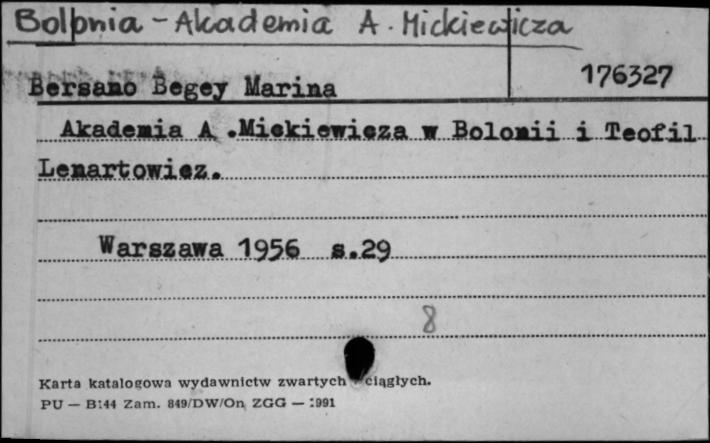 Bolonia - Akademia A. Mickiewicza
176327
Bersano Begey Marina
Akademia A .Mickiewicza w Bolonii i Teofil
Lenartowicz.
Warszawa 1956 s.29
8
Karta katalogowa wydawnictw zwartych ciągłych.
PU — B144 Zam. 849/DW/On. ZGG — 1991